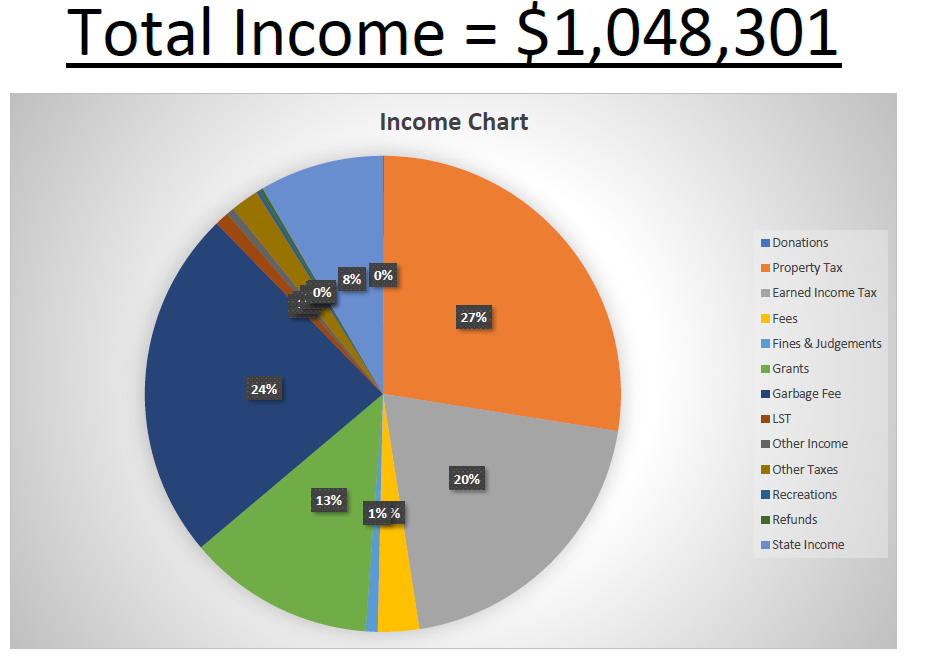 Total Income = $1,048,301
Income Chart
0%
8%
0%
27%
24%
20%
13%
1%
%
Donations
Property Tax
Earned Income Tax
Fees
Fines & Judgements
Grants
Garbage Fee
LST
Other Income
Other Taxes
Recreations
Refunds
State Income